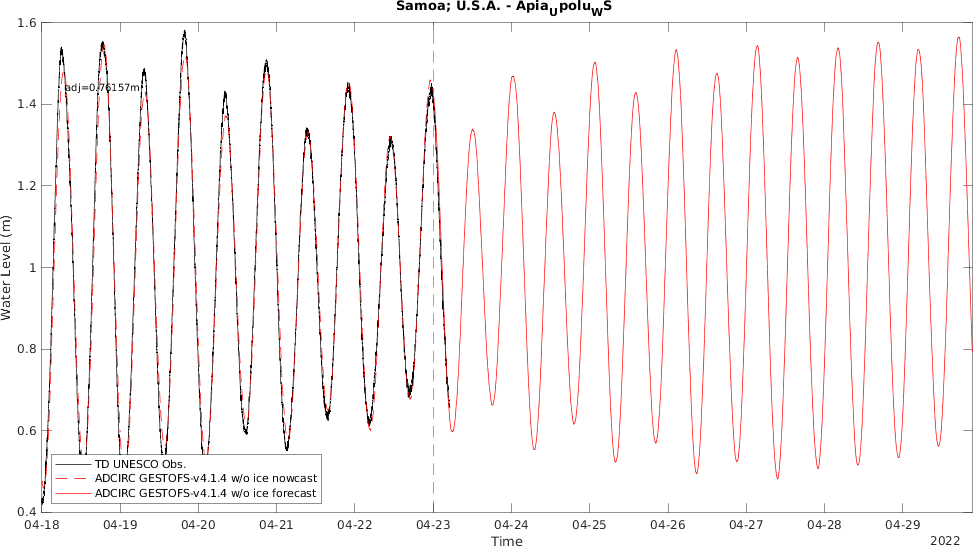 Samoa; U.S.A. - ApiaUpoluWS
1.6
1.4
1.2
1
0.8
0.6
0.4
Water Level (m)
adj=0.76157m
TD UNESCO Obs.
ADCIRC GESTOFS-v4.1.4 w/o ice nowcast
ADCIRC GESTOFS-v4.1.4 w/o ice forecast
04-18 04-19 04-20 04-21 04-22 04-23 04-24 04-25 04-26 04-27 04-28 04-29
Time
2022